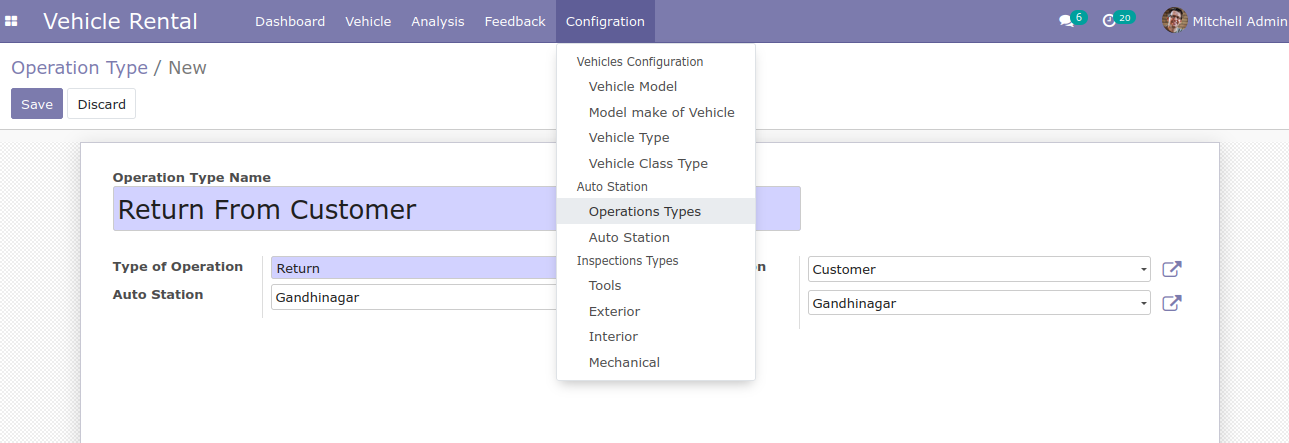 Vehicle Rental Dashboard Vehicle Analysis Feedback Configration 6 20 Mitchell Admin
Operation Type / New
Save Discard
Vehicles Configuration
Vehicle Model
Model make of Vehicle
Vehicle Type
Vehicle Class Type
Auto Station
Operations Types
Auto Station
Inspections Types
Tools
Exterior
Interior
Mechanical
Operation Type Name
Return From Customer
Type of Operation Return
Auto Station Gandhinagar
Customer
Gandhinagar